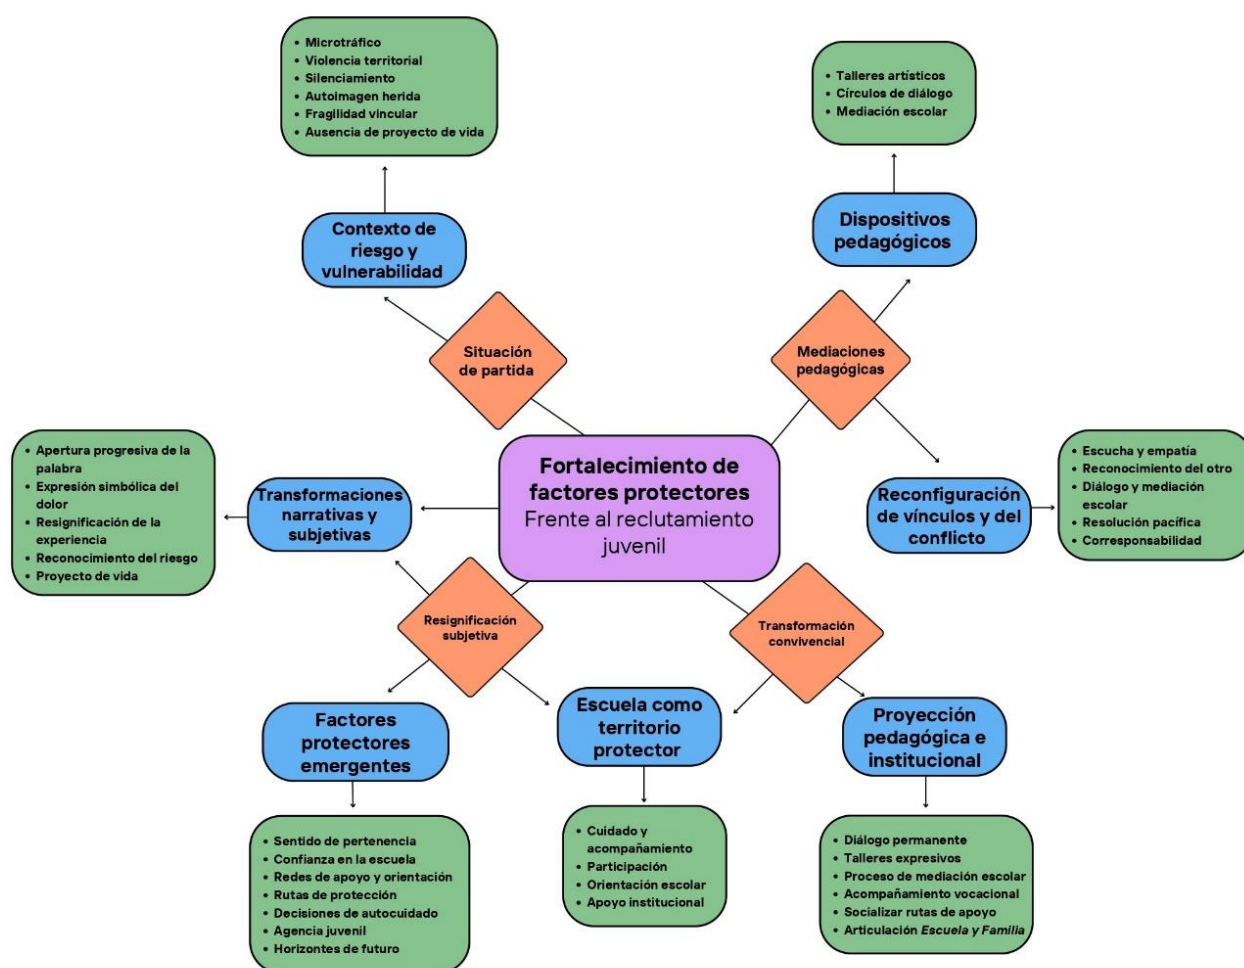 • Microtráfico
• Violencia territorial
• Silenciamiento
• Autoimagen herida
• Fragilidad vincular
• Ausencia de proyecto de vida
• Talleres artísticos
• Círculos de diálogo
• Mediación escolar
Contexto de
riesgo y
vulnerabilidad
Dispositivos
pedagógicos
Situación
de partida
Mediaciones
pedagógicas
Fortalecimiento de
factores protectores
Frente al reclutamiento
juvenil
• Apertura progresiva de la
palabra
• Expresión simbólica del
dolor
• Resignificación de la
experiencia
• Reconocimiento del riesgo
• Proyecto de vida
Transformaciones
narrativas y
subjetivas
Reconfiguración
de vínculos y del
conflicto
• Escucha y empatía
• Reconocimiento del otro
• Diálogo y mediación
escolar
• Resolución pacífica
• Corresponsabilidad
Resignificación
subjetiva
Transformación
convivencial
Factores
protectores
emergentes
Escuela como
territorio
protector
Proyección
pedagógica e
institucional
• Sentido de pertenencia
• Confianza en la escuela
• Redes de apoyo y orientación
• Rutas de protección
• Decisiones de autocuidado
• Agencia juvenil
• Horizontes de futuro
• Cuidado y
acompañamiento
• Participación
• Orientación escolar
• Apoyo institucional
• Diálogo permanente
• Talleres expresivos
• Proceso de mediación escolar
• Acompañamiento vocacional
• Socializar rutas de apoyo
• Articulación Escuela y Familia